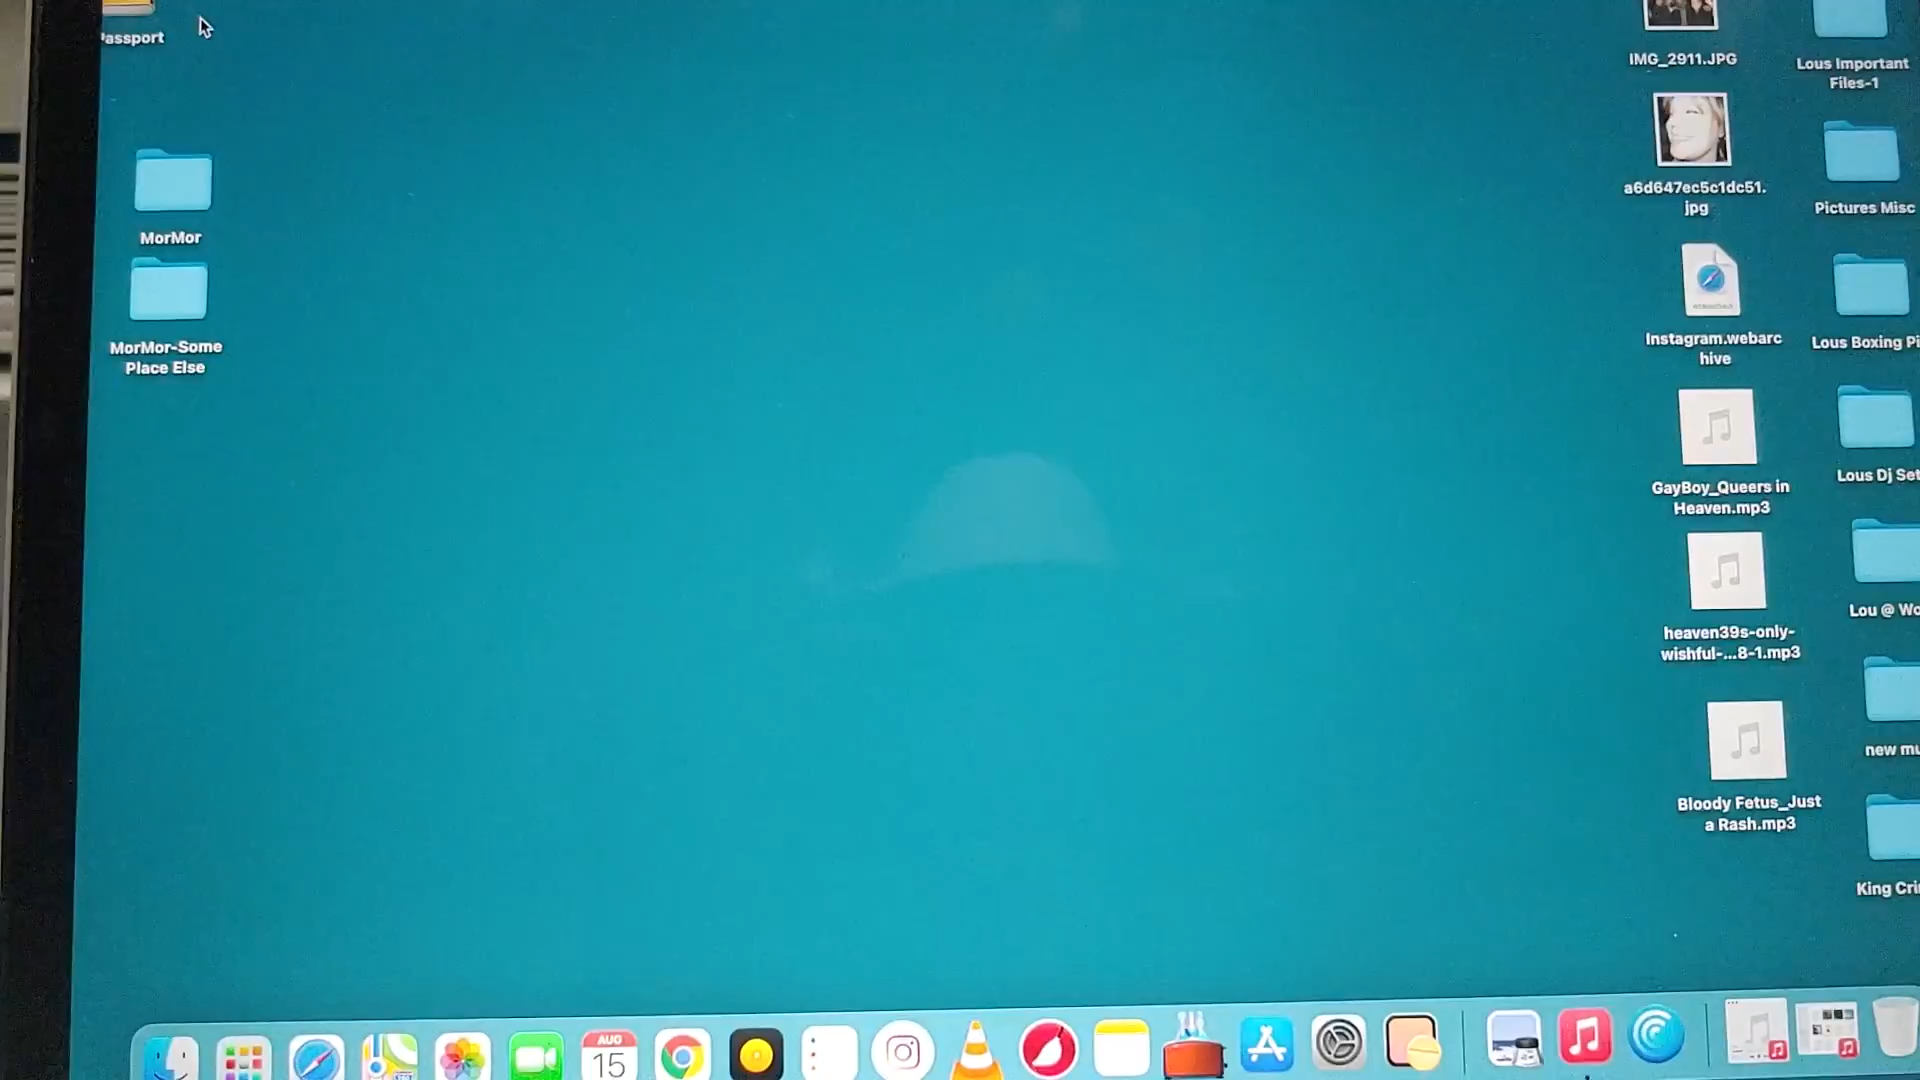 Passport
MorMor
MorMor-Some
Place Else
IMG_2911.JPG
a6d647ec5c1dc51.
jpg
Instagram.webarc
hive
GayBoy_Queers in
Heaven.mp3
heaven39s-only-
wishful-...8-1.mp3
Bloody Fetus_Just
a Rash.mp3
Lous Important
Files-1
Pictures Misc
Lous Boxing Pi
Lous Dj Set
Lou @ Wo
new mu
King Cri
AUG
15